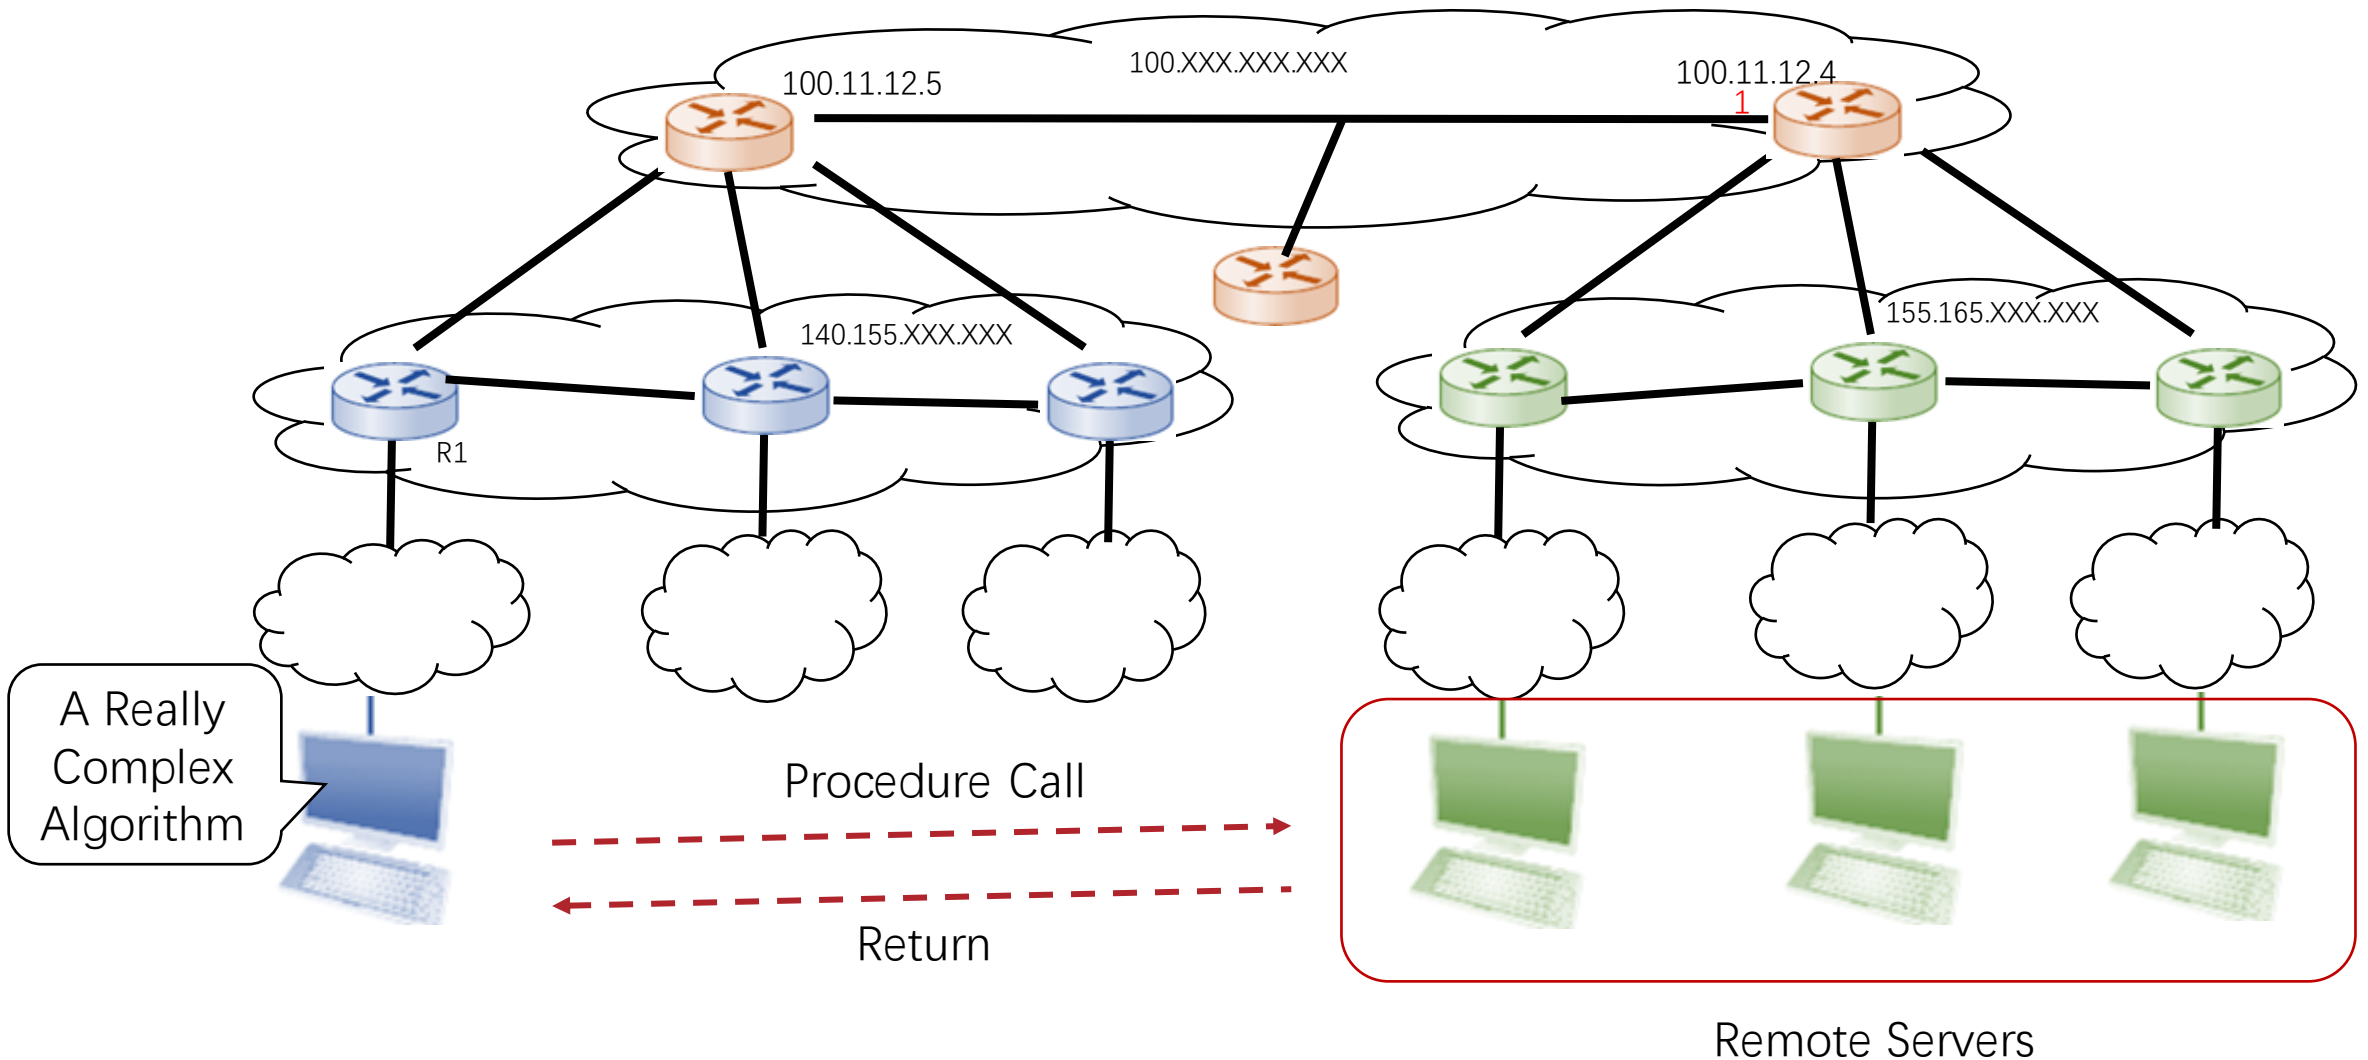 100.XXX.XXX.XXX
100.11.12.5
100.11.12.4
1
140.155.XXX.XXX
155.165.XXX.XXX
R1
A Really
Complex
Algorithm
Procedure Call
Return
Remote Servers